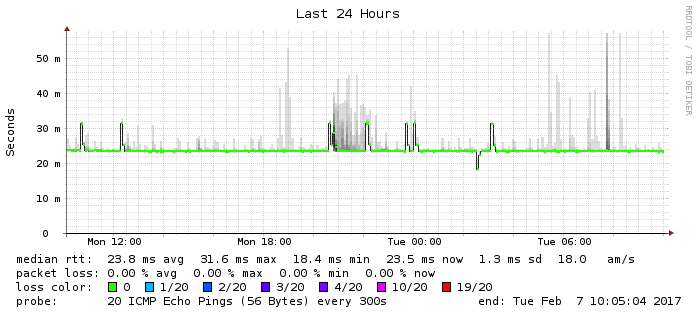 Last 24 Hours
RRDTOOL / TOBI OETIKER
Seconds
50 m
40 m
30 m
20 m
10 m
0
Mon 12:00 Mon 18:00 Tue 00:00 Tue 06:00
median rtt: 23.8 ms avg 31.6 ms max 18.4 ms min 23.5 ms now 1.3 ms sd 18.0 am/s
packet loss: 0.00 % avg 0.00 % max 0.00 % min 0.00 % now
loss color: 0 1/20 2/20 3/20 4/20 10/20 19/20
probe: 20 ICMP Echo Pings (56 Bytes) every 300s end: Tue Feb 7 10:05:04 2017